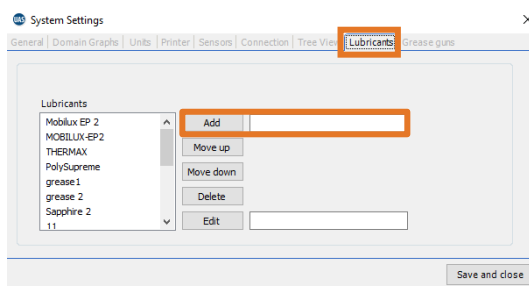 UAS System Settings
General Domain Graphs Units Printer Sensors Connection Tree View Lubricants Grease guns
Lubricants
Mobilux EP 2
MOBILUX-EP2
THERMAX
PolySupreme
grease1
grease 2
Sapphire 2
11
Add
Move up
Move down
Delete
Edit
Save and close